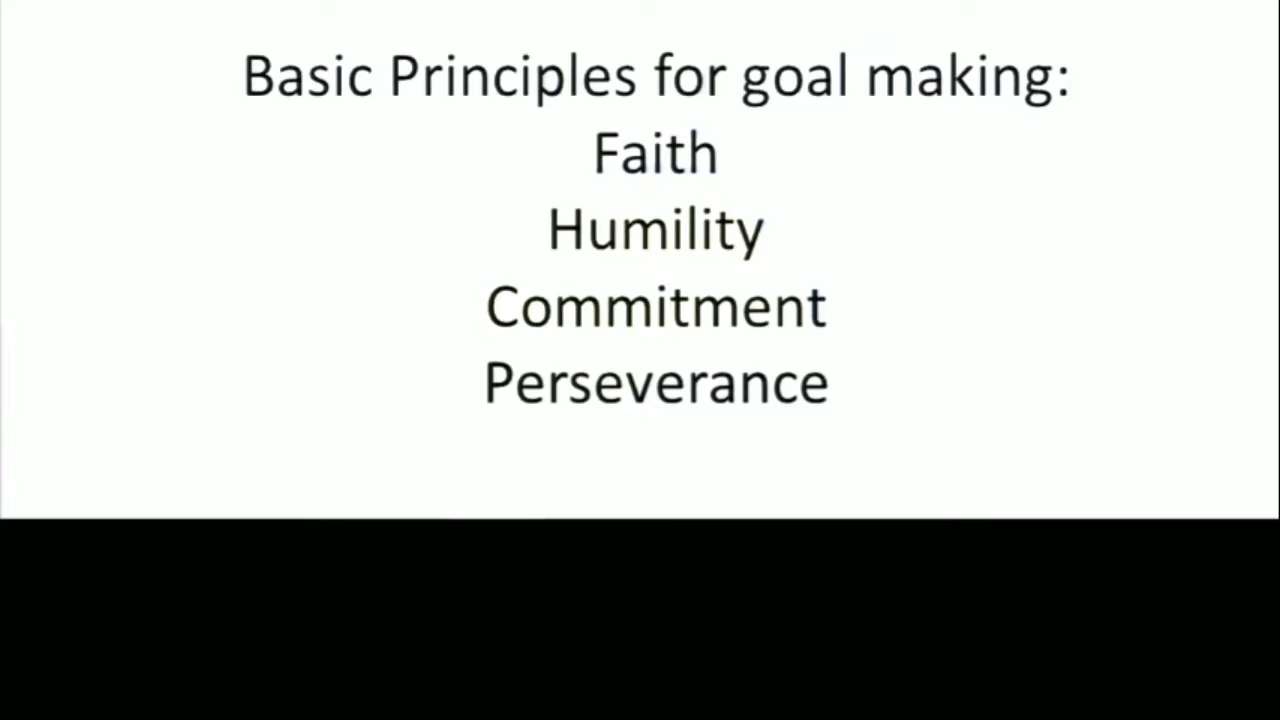 Basic Principles for goal making:
Faith
Humility
Commitment
Perseverance